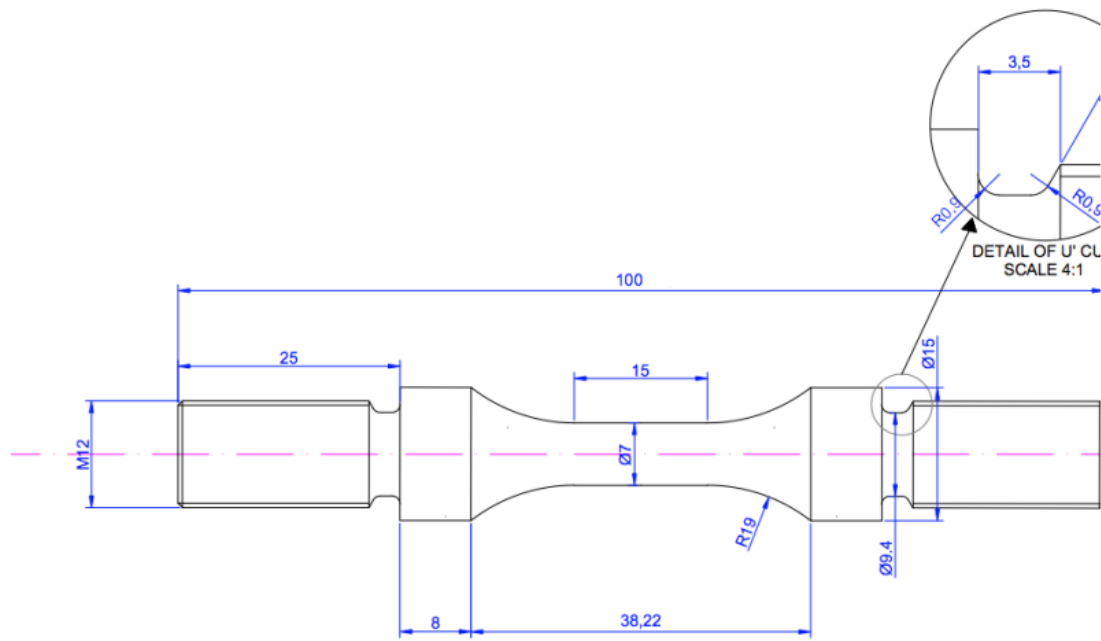 3,5
R0,9
R0,9
DETAIL OF U' CU
SCALE 4:1
100
25
15
Ø15
M12
Ø7
R19
Ø9.4
8
38,22